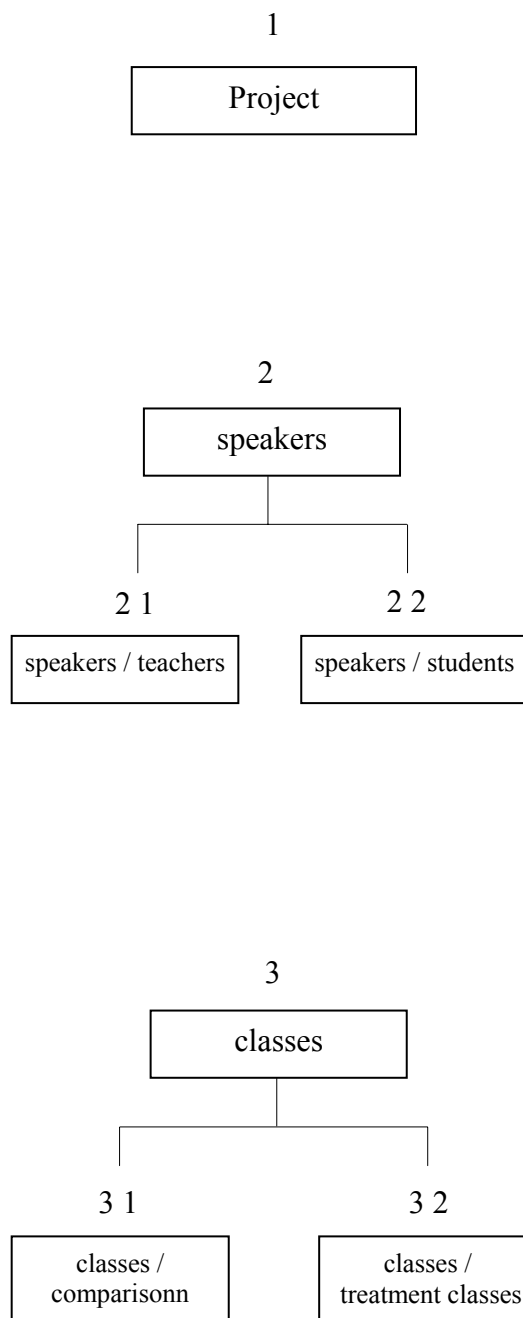 1
Project
2
speakers
2 1
2 2
speakers / teachers
speakers / students
3
classes
3 1
3 2
classes /
comparisonn
classes /
treatment classes